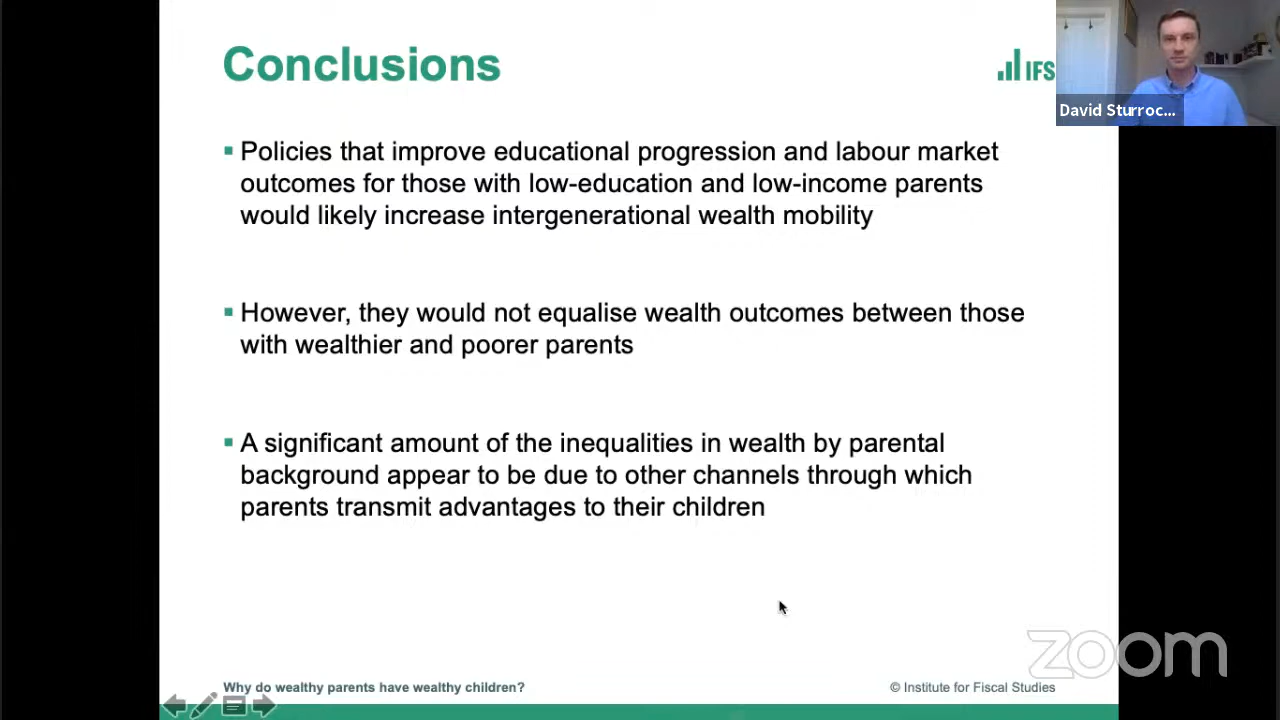 Conclusions
IFS
David Sturroc...
Policies that improve educational progression and labour market
outcomes for those with low-education and low-income parents
would likely increase intergenerational wealth mobility
However, they would not equalise wealth outcomes between those
with wealthier and poorer parents
A significant amount of the inequalities in wealth by parental
background appear to be due to other channels through which
parents transmit advantages to their children
zoom
Why do wealthy parents have wealthy children?
© Institute for Fiscal Studies